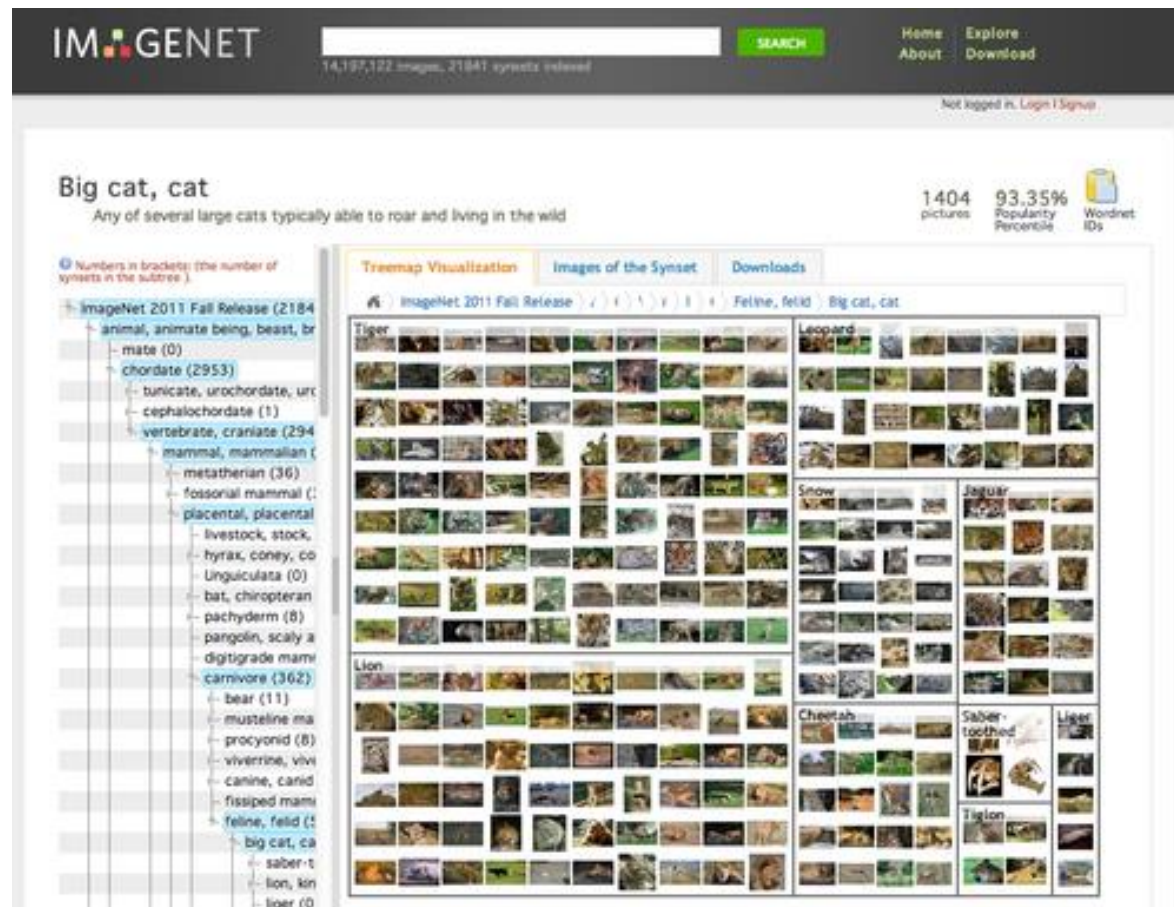 IMAGENET
SEARCH
14,197,122 images, 21841 synsets indexed
Home Explore
About Download
Not logged in. Login I Signup
Big cat, cat
Any of several large cats typically able to roar and living in the wild
1404
pictures
93.35%
Popularity
Percentile
Wordnet
IDs
Numbers in brackets: (the number of
synsets in the subtree ).
ImageNet 2011 Fall Release (2184
animal, animate being, beast, br
mate (0)
chordate (2953)
tunicate, urochordate, uro
cephalochordate (1)
vertebrate, craniate (294
mammal, mammalian (
metatherian (36)
fossorial mammal (
placental, placental
livestock, stock,
hyrax, coney, co
Unguiculata (0)
bat, chiropteran
pachyderm (8)
pangolin, scaly a
digitigrade mam
carnivore (362)
bear (11)
musteline ma
procyonid (8)
viverrine, vive
canine, canid
fissiped mam
feline, felid (
big cat, ca
saber-t
lion, kin
liger (0
Treemap Visualization
Images of the Synset
Downloads
ImageNet 2011 Fall Release
Feline, felid
Big cat, cat
Tiger
Leopard
Snow
Jaguar
Lion
Cheetah
Saber-
toothed
Liger
Tiglon